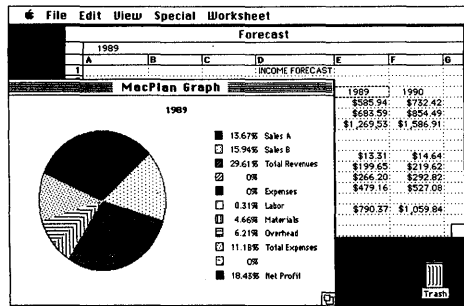 File Edit View Special Worksheet
Forecast
1989
A B C D E F G
1 INCOME FORECAST
MacPlan Graph
1989 1990
1989
$585.94 $732.42
$683.59 $854.49
$1,269.53 $1,586.91
13.67% Sales A
15.94% Sales B
29.61% Total Revenues
0%
0% Expenses
0.31% Labor
4.66% Materials
6.21% Overhead
11.18% Total Expenses
0%
18.43% Net Profit
$13.31 $14.64
$199.65 $219.62
$266.20 $292.82
$479.16 $527.08
$790.37 $1,059.84
Trash